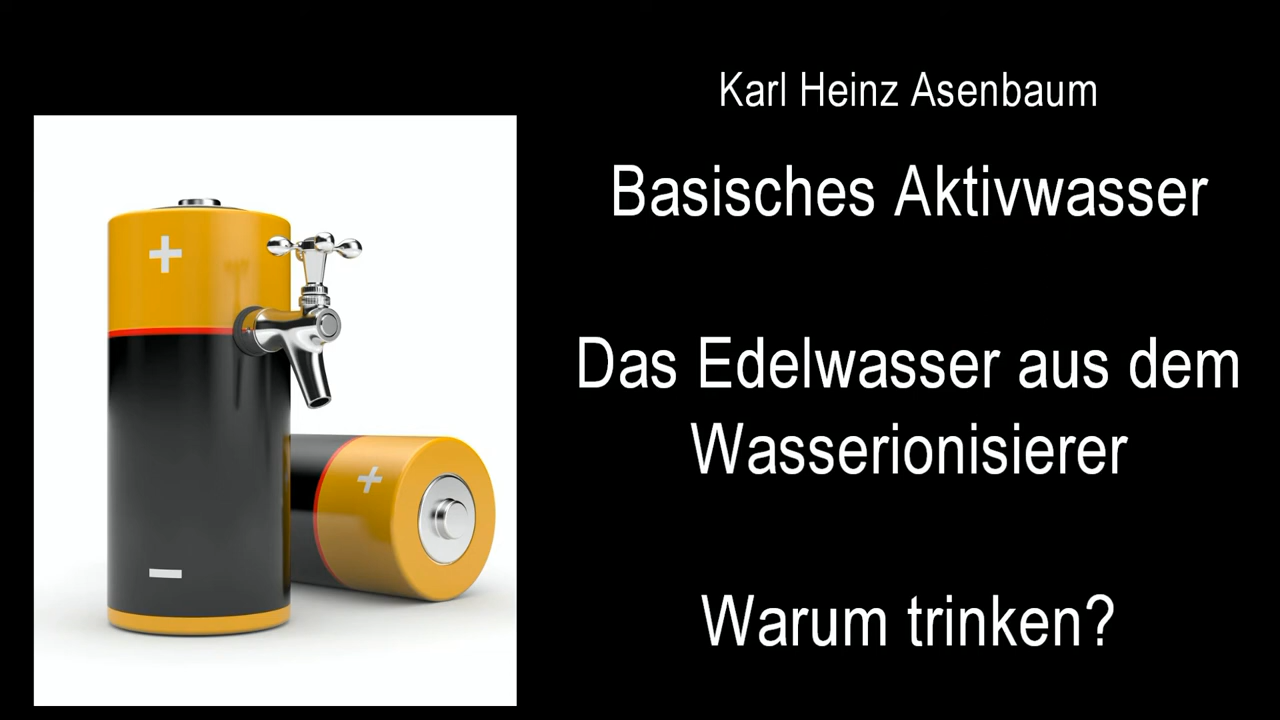 Karl Heinz Asenbaum
Basisches Aktivwasser
Das Edelwasser aus dem
Wasserionisierer
Warum trinken?